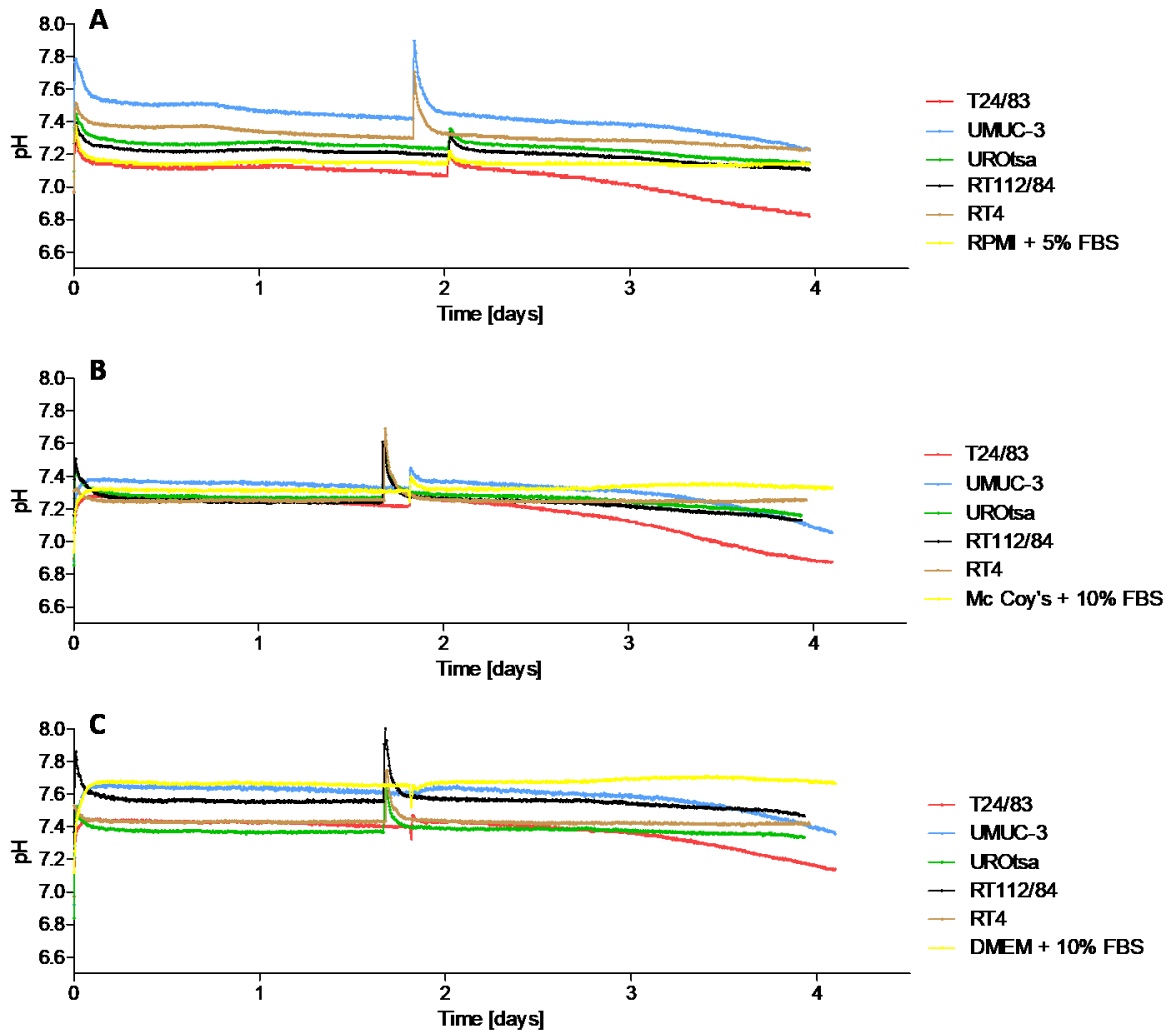 A
8.0
7.8
7.6
7.4
7.2
7.0
6.8
6.6
pH
0
1
2
3
4
Time [days]
T24/83
UMUC-3
UROtsa
RT112/84
RT4
RPMI + 5% FBS
B
8.0
7.8
7.6
7.4
7.2
7.0
6.8
6.6
pH
0
1
2
3
4
Time [days]
T24/83
UMUC-3
UROtsa
RT112/84
RT4
Mc Coy's + 10% FBS
C
8.0
7.8
7.6
7.4
7.2
7.0
6.8
6.6
pH
0
1
2
3
4
Time [days]
T24/83
UMUC-3
UROtsa
RT112/84
RT4
DMEM + 10% FBS